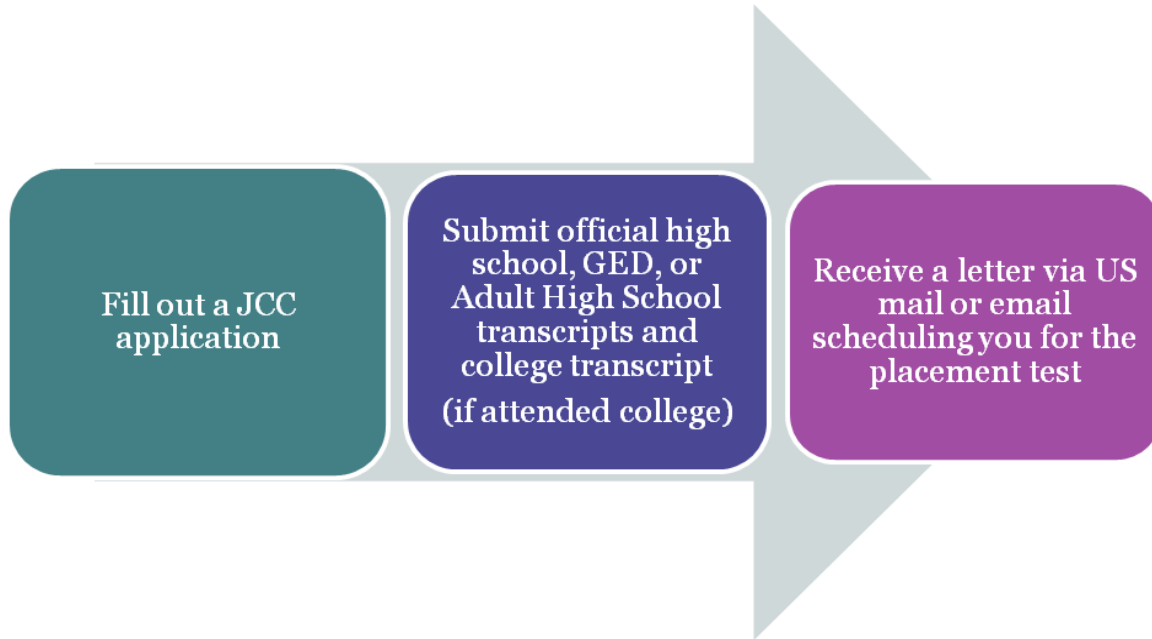 Fill out a JCC
application
Submit official high
school, GED, or
Adult High School
transcripts and
college transcript
(if attended college)
Receive a letter via US
mail or email
scheduling you for the
placement test